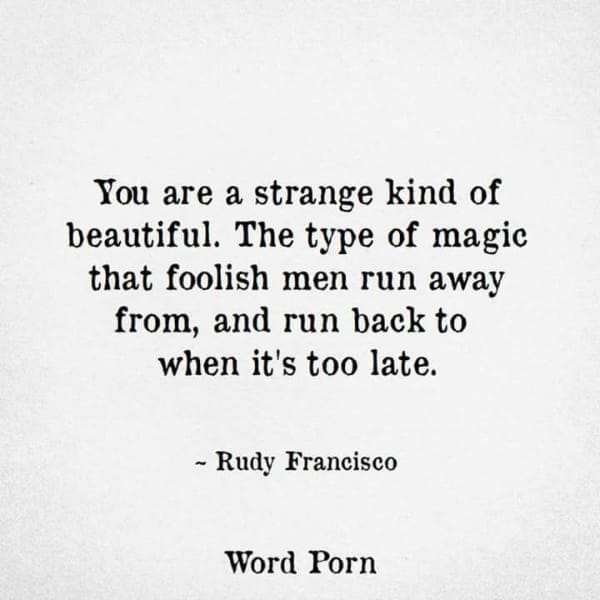 You are a strange kind of
beautiful. The type of magic
that foolish men run away
from, and run back to
when it's too late.
~ Rudy Francisco
Word Porn